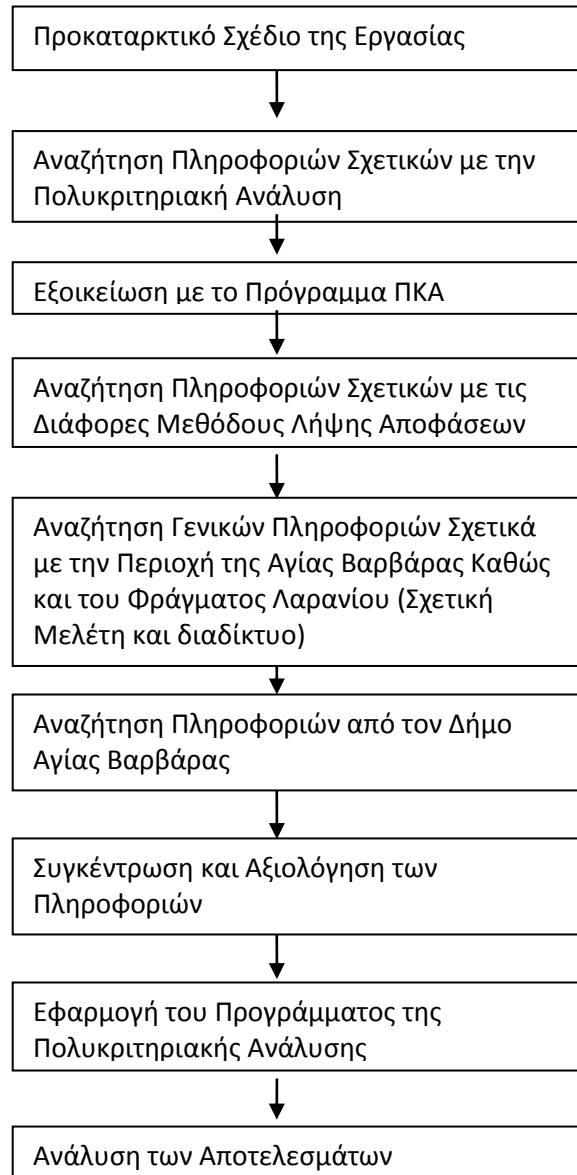 Προκαταρκτικό Σχέδιο της Εργασίας
Αναζήτηση Πληροφοριών Σχετικών με την
Πολυκριτηριακή Ανάλυση
Εξοικείωση με το Πρόγραμμα ΠΚΑ
Αναζήτηση Πληροφοριών Σχετικών με τις
Διάφορες Μεθόδους Λήψης Αποφάσεων
Αναζήτηση Γενικών Πληροφοριών Σχετικά
με την Περιοχή της Αγίας Βαρβάρας Καθώς
και του Φράγματος Λαρανίου (Σχετική
Μελέτη και διαδίκτυο)
Αναζήτηση Πληροφοριών από τον Δήμο
Αγίας Βαρβάρας
Συγκέντρωση και Αξιολόγηση των
Πληροφοριών
Εφαρμογή του Προγράμματος της
Πολυκριτηριακής Ανάλυσης
Ανάλυση των Αποτελεσμάτων